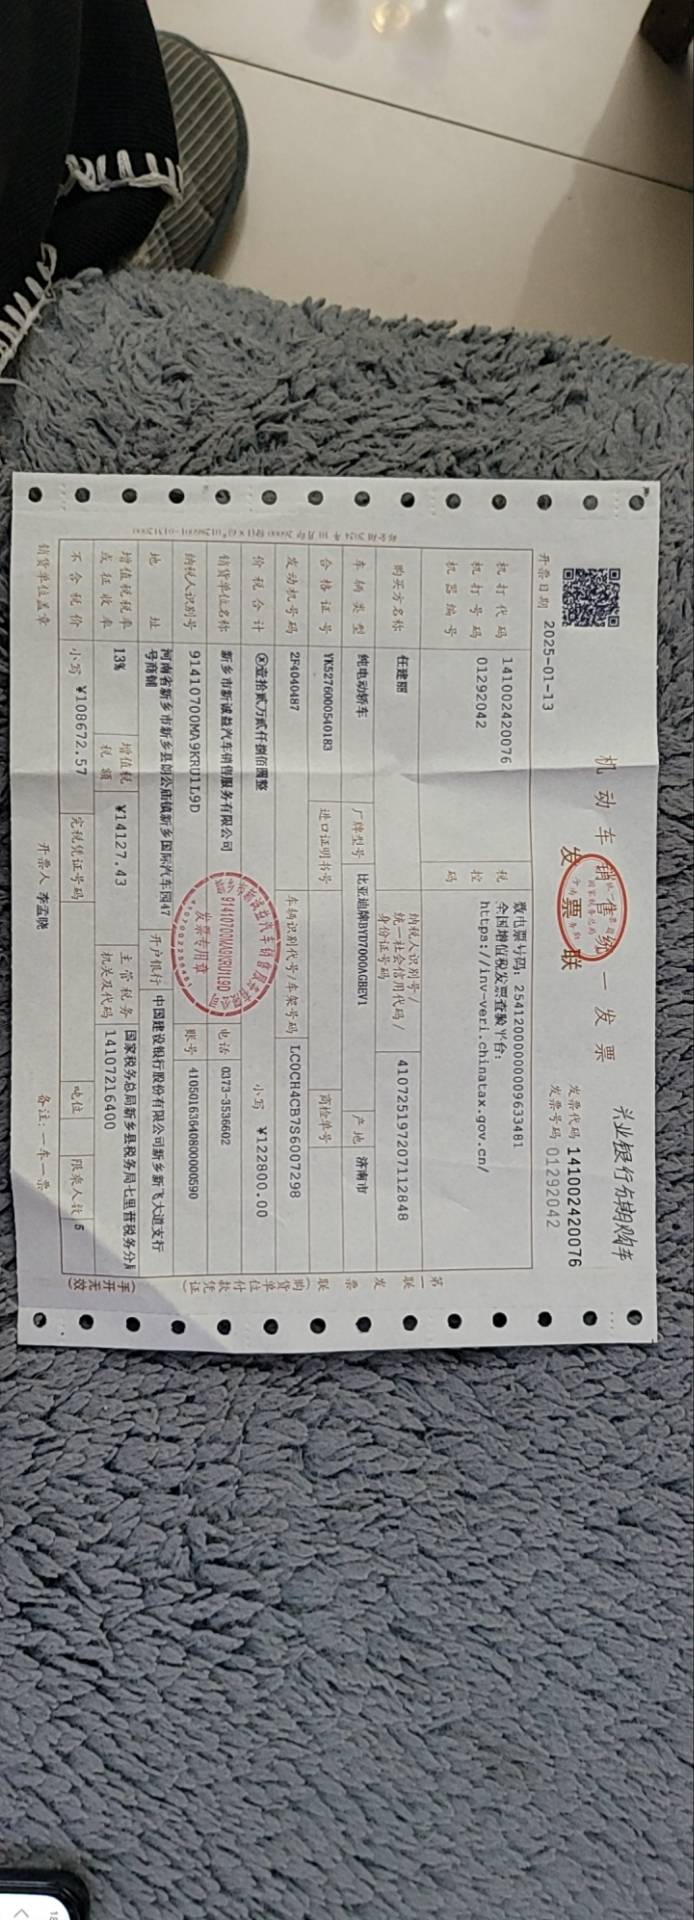 兴业银行分期购车
机动车销售统一发票
发票联
发票代码 141002420076
发票号码 01292042
开票日期 2025-01-13
机打代码 141002420076
机打号码 01292042
机器编号
税控码
数电票号码: 25412000000009633481
全国增值税发票查验平台:
https://inv-veri.chinatax.gov.cn/
购买方名称 任建丽
纳税人识别号/统一社会信用代码/身份证号码 410725197207112848
车辆类型 纯电动轿车 厂牌型号 比亚迪牌BYD7000AGBEV1 产地 济南市
合格证号 YK5276000540183 进口证明书号 商检单号
发动机号码 2F4040487 车辆识别代号/车架号码 LC0CH4CB7S6007298
价税合计 ⊗壹拾贰万贰仟捌佰圆整 小写 ¥122800.00
销货单位名称 新乡市新诚益汽车销售服务有限公司 电话 0373-3536602
纳税人识别号 91410700MA9KRU1L9D 账号 41050163640800000590
地址 河南省新乡市新乡县朗公庙镇新乡国际汽车园47号商铺 开户银行 中国建设银行股份有限公司新乡新飞大道支行
增值税税率或征收率 13% 增值税税额 ¥14127.43 主管税务机关及代码 国家税务总局新乡县税务局七里营税务分局 14107216400
不含税价 小写 ¥108672.57 完税凭证号码 吨位 限乘人数 5
销货单位盖章 开票人 李孟晓 备注: 一车一票
第一联 发票联 (购货单位付款凭证)
(手开无效)
91410700MA9KRU1L9D
发票专用章